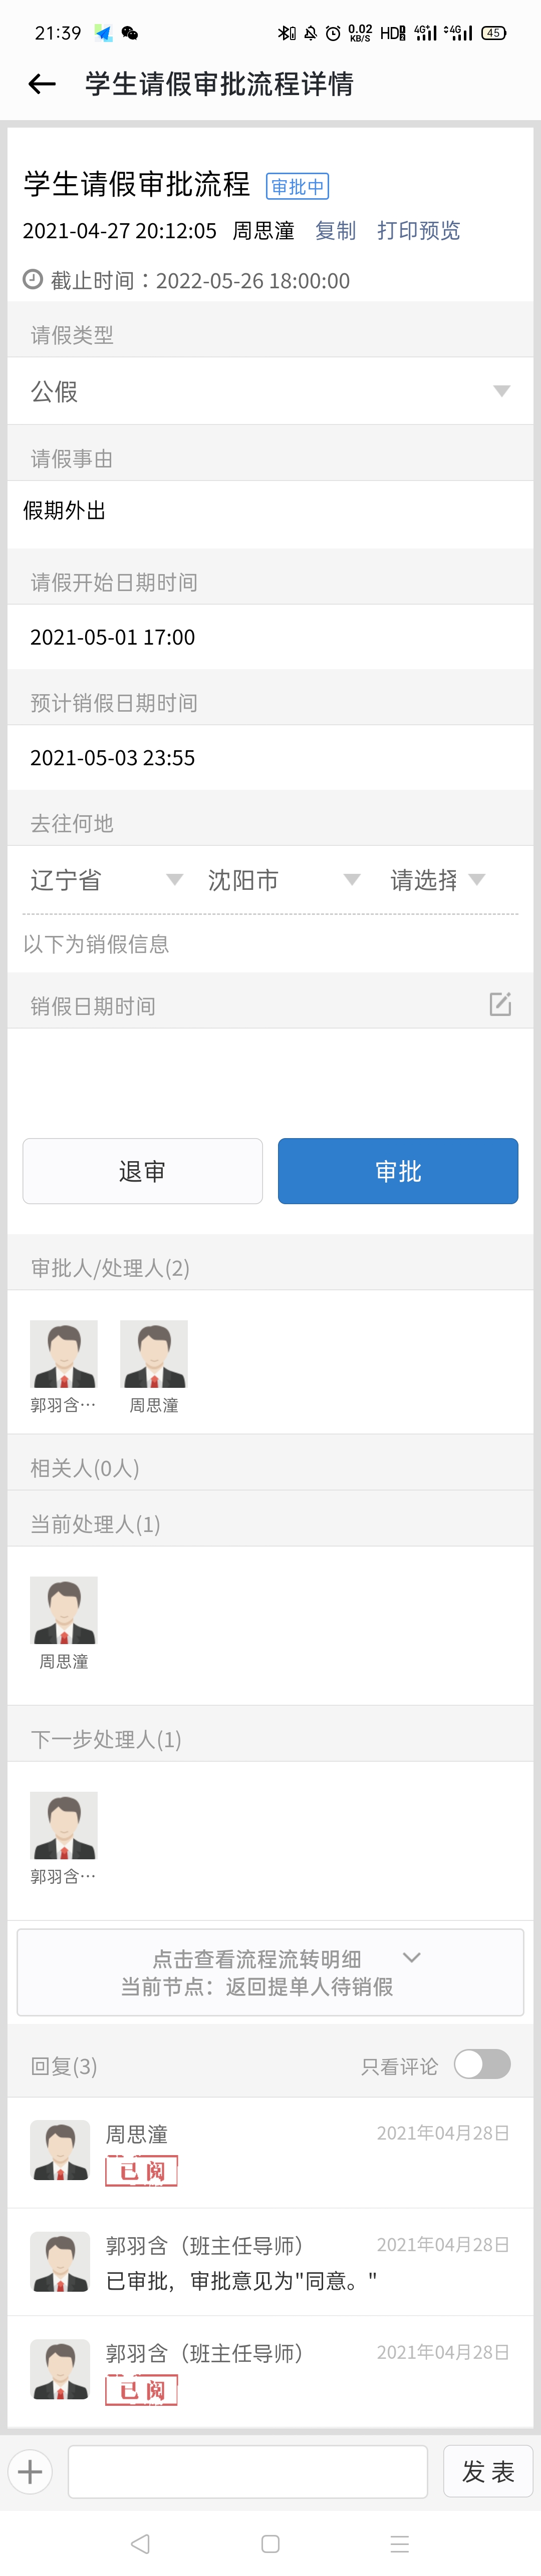 21:39 0.02 KB/S HD 4G+ 4G 45
学生请假审批流程详情
学生请假审批流程 审批中
2021-04-27 20:12:05 周思潼 复制 打印预览
截止时间：2022-05-26 18:00:00
请假类型
公假
请假事由
假期外出
请假开始日期时间
2021-05-01 17:00
预计销假日期时间
2021-05-03 23:55
去往何地
辽宁省 沈阳市 请选择
以下为销假信息
销假日期时间
退审 审批
审批人/处理人(2)
郭羽含… 周思潼
相关人(0人)
当前处理人(1)
周思潼
下一步处理人(1)
郭羽含…
点击查看流程流转明细
当前节点：返回提单人待销假
回复(3) 只看评论
周思潼 2021年04月28日
已阅
郭羽含（班主任导师） 2021年04月28日
已审批，审批意见为"同意。"
郭羽含（班主任导师） 2021年04月28日
已阅
发表